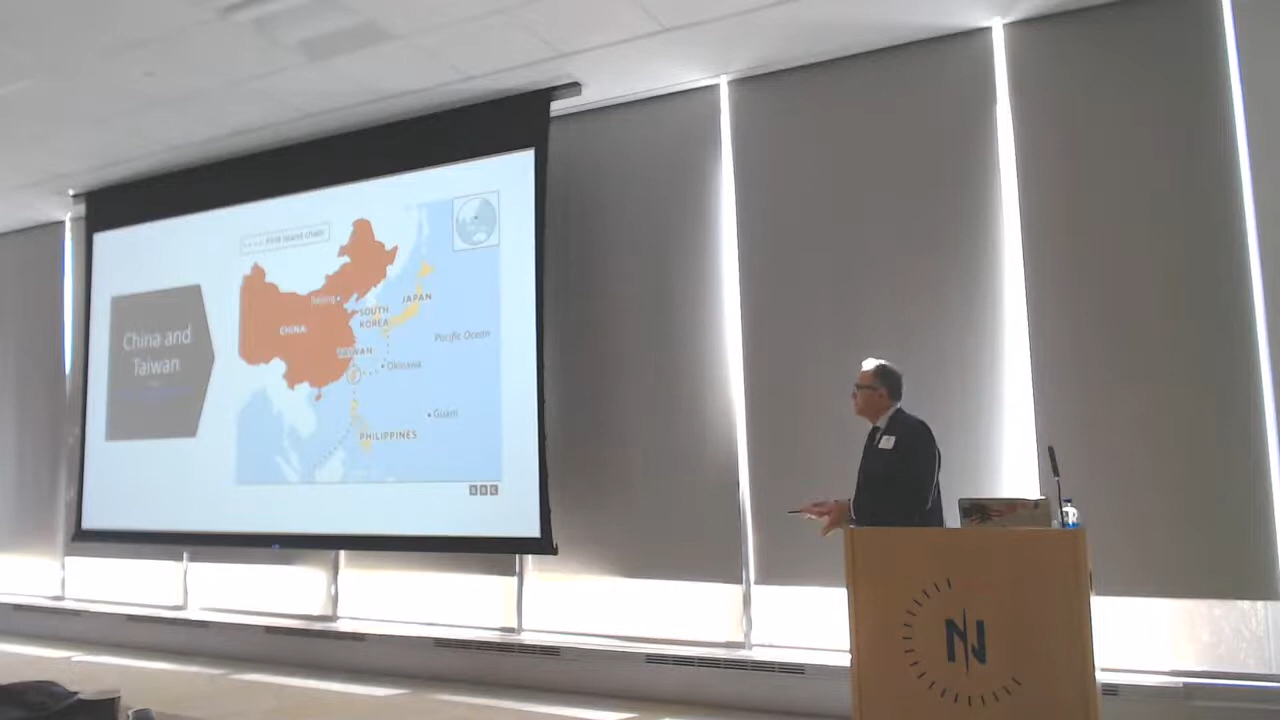 China and
Taiwan
First island chain
Beijing
CHINA
SOUTH
KOREA
JAPAN
Pacific Ocean
TAIWAN
Okinawa
Guam
PHILIPPINES
BBC
NJ